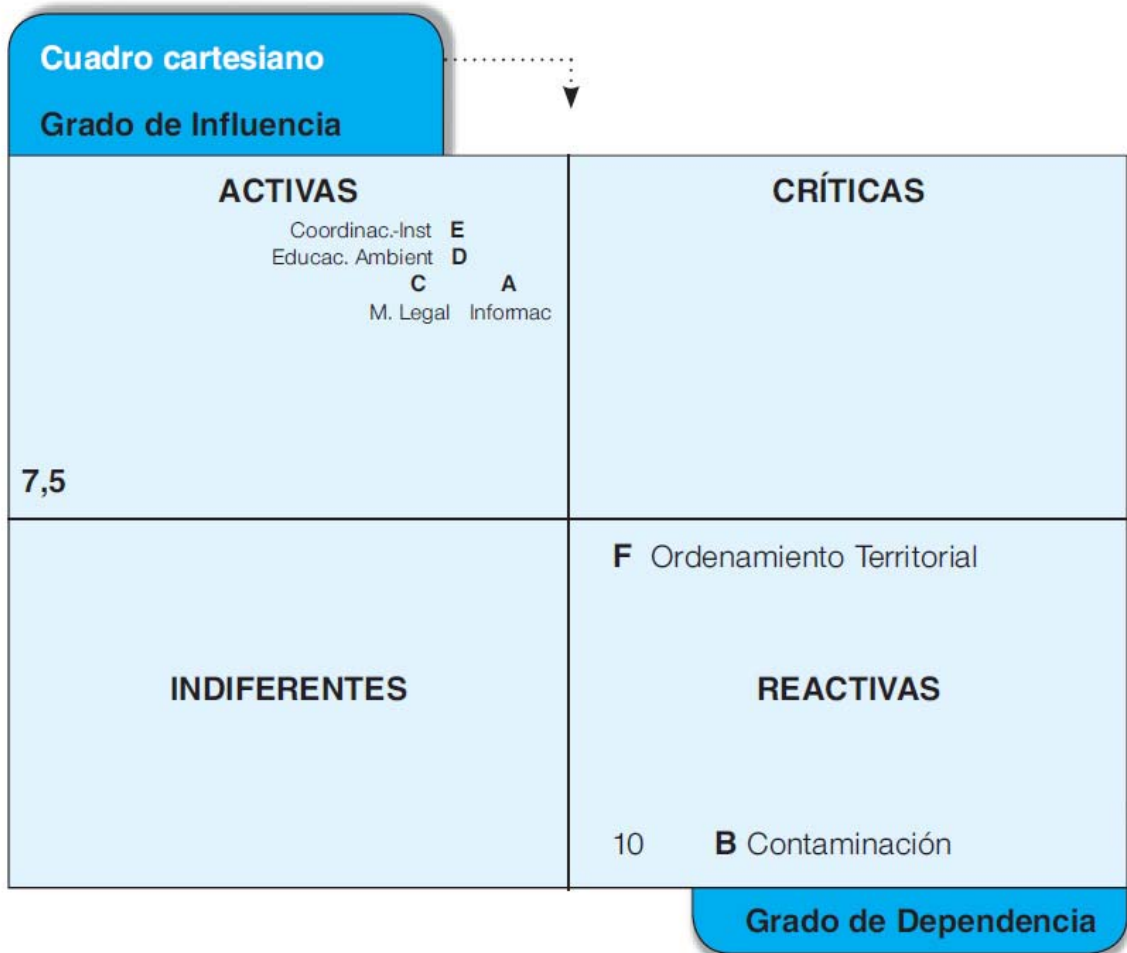 Cuadro cartesiano
Grado de Influencia
ACTIVAS
Coordinac.-Inst E
Educac. Ambient D
C A
M. Legal Informac
7,5
CRÍTICAS
INDIFERENTES
F Ordenamiento Territorial
REACTIVAS
10 B Contaminación
Grado de Dependencia